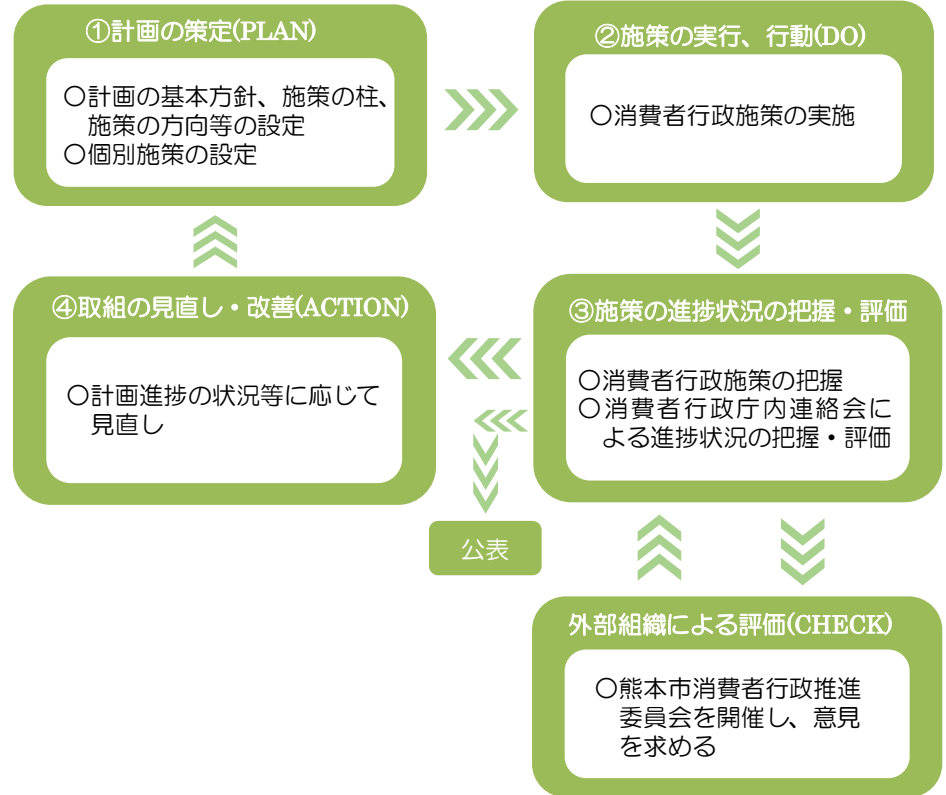 ①計画の策定(PLAN)
〇計画の基本方針、施策の柱、
施策の方向等の設定
〇個別施策の設定
②施策の実行、行動(DO)
〇消費者行政施策の実施
③施策の進捗状況の把握・評価
〇消費者行政施策の把握
〇消費者行政庁内連絡会に
よる進捗状況の把握・評価
④取組の見直し・改善(ACTION)
〇計画進捗の状況等に応じて
見直し
公表
外部組織による評価(CHECK)
〇熊本市消費者行政推進
委員会を開催し、意見
を求める